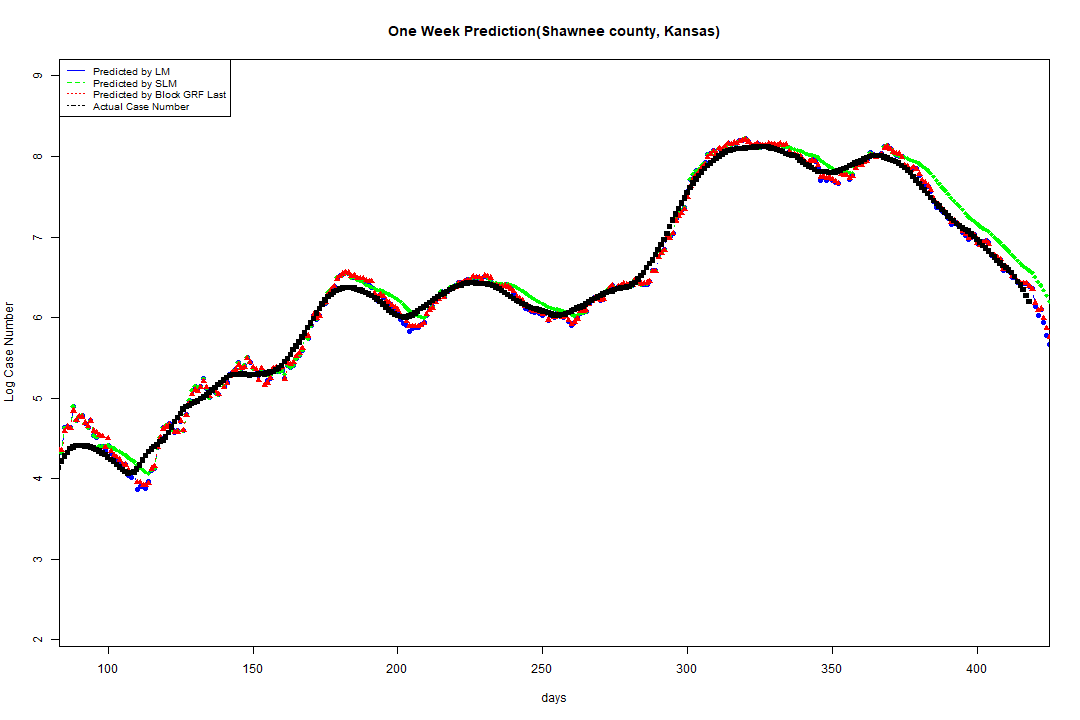 One Week Prediction(Shawnee county, Kansas)
Predicted by LM
Predicted by SLM
Predicted by Block GRF Last
Actual Case Number
9
8
7
6
5
4
3
2
Log Case Number
100 150 200 250 300 350 400
days